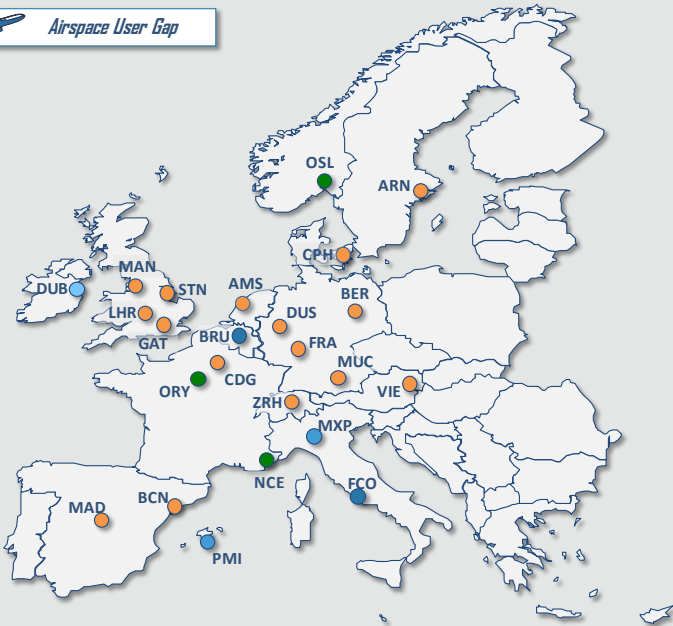 Airspace User Gap
OSL
ARN
CPH
MAN
DUB
STN
AMS
BER
LHR
DUS
GAT
BRU
FRA
MUC
CDG
ORY
VIE
ZRH
MXP
NCE
FCO
BCN
MAD
PMI